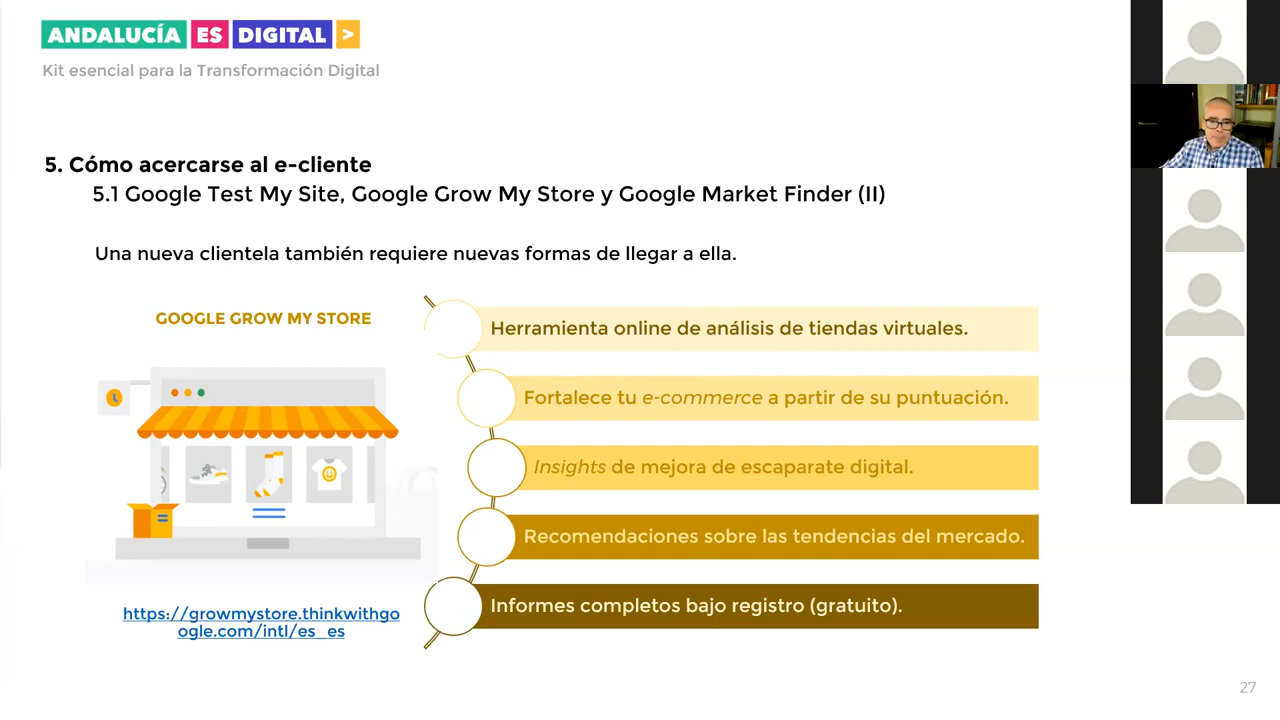 ANDALUCÍA ES DIGITAL >
Kit esencial para la Transformación Digital
5. Cómo acercarse al e-cliente
5.1 Google Test My Site, Google Grow My Store y Google Market Finder (II)
Una nueva clientela también requiere nuevas formas de llegar a ella.
GOOGLE GROW MY STORE
Herramienta online de análisis de tiendas virtuales.
Fortalece tu e-commerce a partir de su puntuación.
Insights de mejora de escaparate digital.
Recomendaciones sobre las tendencias del mercado.
Informes completos bajo registro (gratuito).
https://growmystore.thinkwithgo
ogle.com/intl/es_es
27